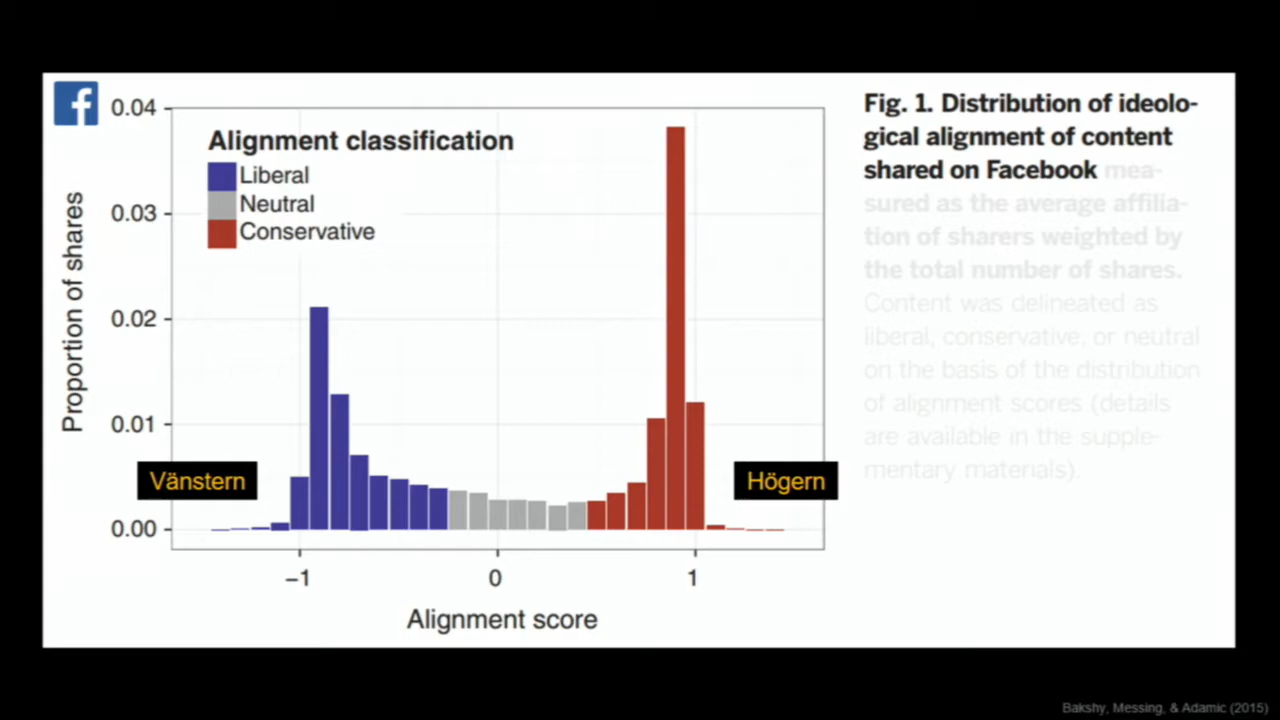 0.04
0.03
0.02
0.01
0.00
Proportion of shares
Alignment classification
Liberal
Neutral
Conservative
Vänstern
Högern
−1
0
1
Alignment score
Fig. 1. Distribution of ideolo-
gical alignment of content
shared on Facebook mea-
sured as the average affilia-
tion of sharers weighted by
the total number of shares.
Content was delineated as
liberal, conservative, or neutral
on the basis of the distribution
of alignment scores (details
are available in the supple-
mentary materials).
Bakshy, Messing, & Adamic (2015)